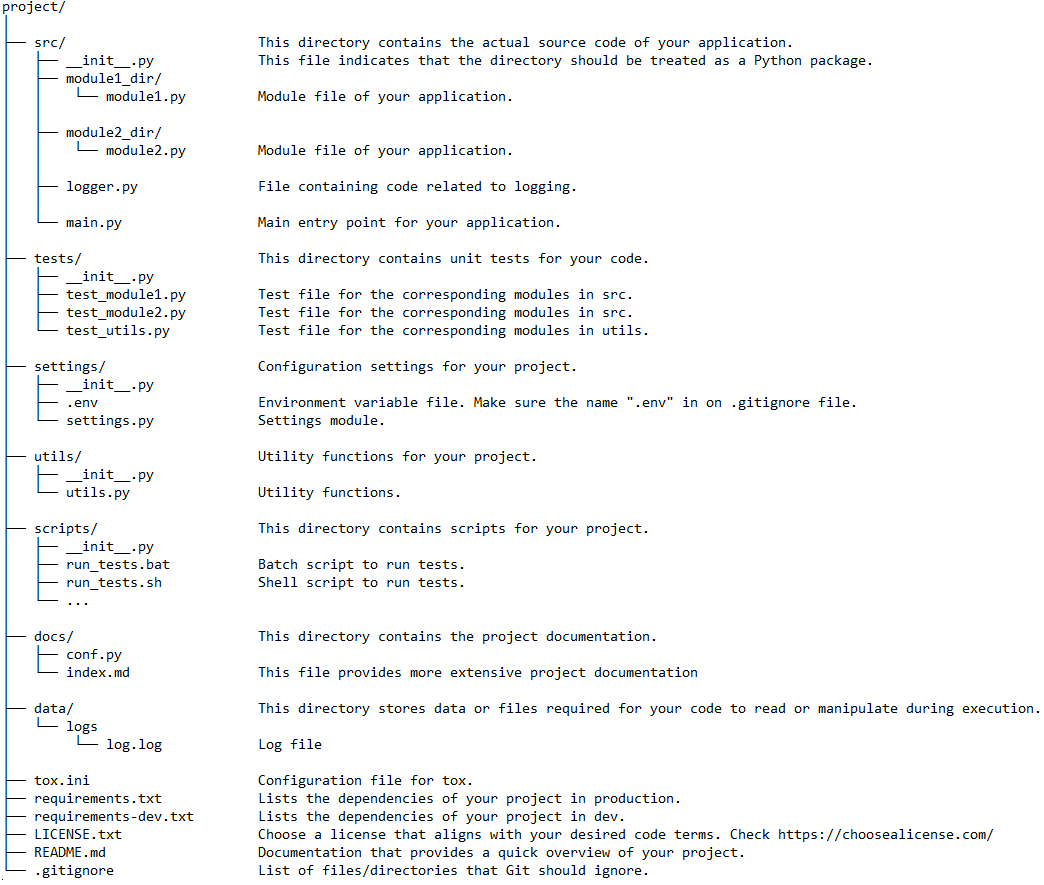 project/
├── src/                        This directory contains the actual source code of your application.
│   ├── __init__.py             This file indicates that the directory should be treated as a Python package.
│   ├── module1_dir/
│   │   └── module1.py          Module file of your application.
│   ├── module2_dir/
│   │   └── module2.py          Module file of your application.
│   ├── logger.py               File containing code related to logging.
│   └── main.py                 Main entry point for your application.
├── tests/                      This directory contains unit tests for your code.
│   ├── __init__.py
│   ├── test_module1.py         Test file for the corresponding modules in src.
│   ├── test_module2.py         Test file for the corresponding modules in src.
│   └── test_utils.py           Test file for the corresponding modules in utils.
├── settings/                   Configuration settings for your project.
│   ├── __init__.py
│   ├── .env                    Environment variable file. Make sure the name ".env" in on .gitignore file.
│   └── settings.py             Settings module.
├── utils/                      Utility functions for your project.
│   ├── __init__.py
│   └── utils.py                Utility functions.
├── scripts/                    This directory contains scripts for your project.
│   ├── __init__.py
│   ├── run_tests.bat           Batch script to run tests.
│   ├── run_tests.sh            Shell script to run tests.
│   └── ...
├── docs/                       This directory contains the project documentation.
│   ├── conf.py
│   └── index.md                This file provides more extensive project documentation
├── data/                       This directory stores data or files required for your code to read or manipulate during execution.
│   └── logs
│       └── log.log             Log file
├── tox.ini                     Configuration file for tox.
├── requirements.txt            Lists the dependencies of your project in production.
├── requirements-dev.txt        Lists the dependencies of your project in dev.
├── LICENSE.txt                 Choose a license that aligns with your desired code terms. Check https://choosealicense.com/
├── README.md                   Documentation that provides a quick overview of your project.
└── .gitignore                  List of files/directories that Git should ignore.